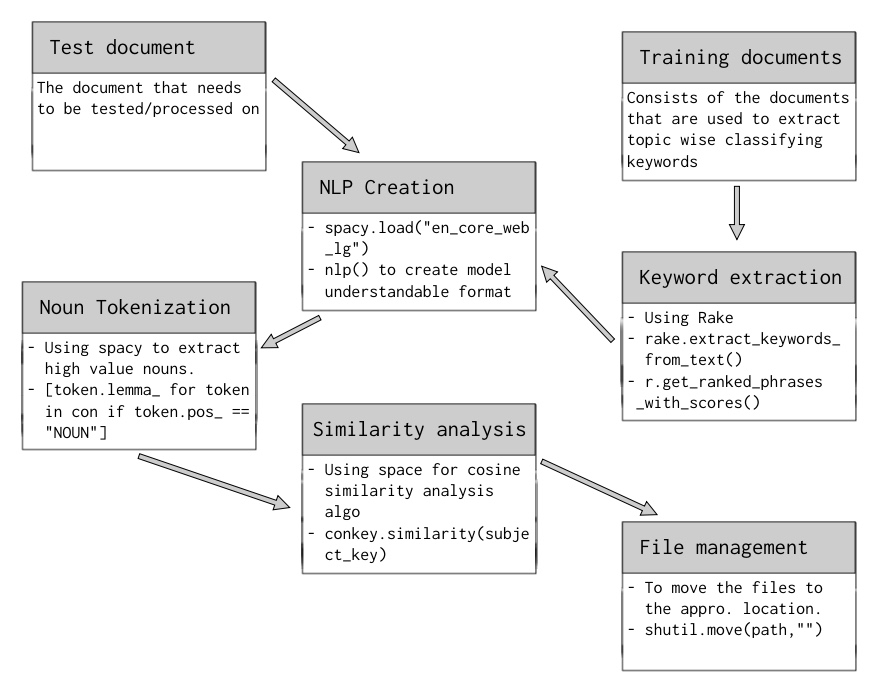 Test document
The document that needs
to be tested/processed on
Training documents
Consists of the documents
that are used to extract
topic wise classifying
keywords
NLP Creation
- spacy.load("en_core_web
_lg")
- nlp() to create model
understandable format
Keyword extraction
- Using Rake
- rake.extract_keywords_
from_text()
- r.get_ranked_phrases
_with_scores()
Noun Tokenization
- Using spacy to extract
high value nouns.
- [token.lemma_ for token
in con if token.pos_ ==
"NOUN"]
Similarity analysis
- Using space for cosine
similarity analysis
algo
- conkey.similarity(subje
ct_key)
File management
- To move the files to
the appro. location.
- shutil.move(path,"")